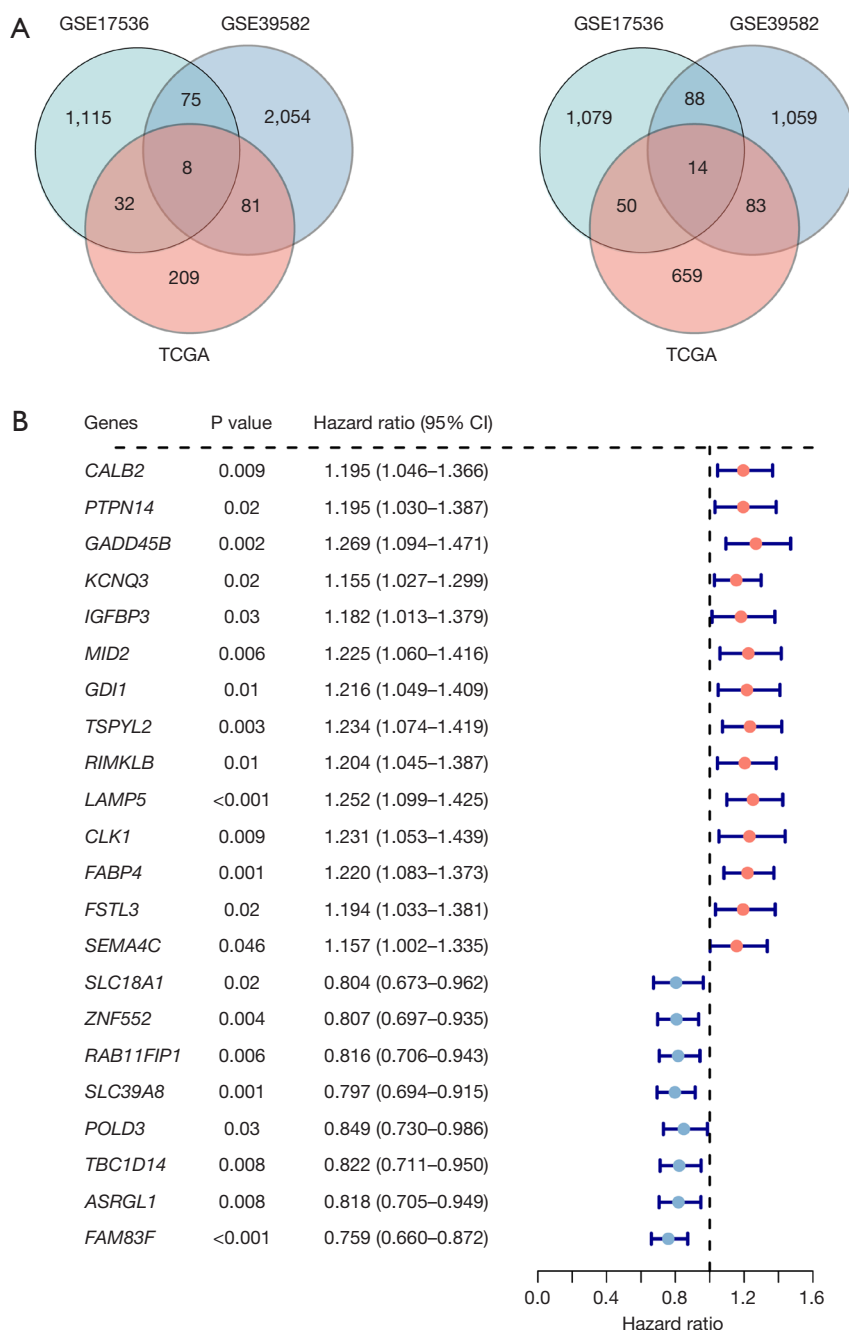 A
GSE17536 GSE39582 GSE17536 GSE39582
75 88
1,115 2,054 1,079 1,059
8 14
32 81 50 83
209 659
TCGA TCGA
B
Genes P value Hazard ratio (95% CI)
CALB2 0.009 1.195 (1.046–1.366)
PTPN14 0.02 1.195 (1.030–1.387)
GADD45B 0.002 1.269 (1.094–1.471)
KCNQ3 0.02 1.155 (1.027–1.299)
IGFBP3 0.03 1.182 (1.013–1.379)
MID2 0.006 1.225 (1.060–1.416)
GDI1 0.01 1.216 (1.049–1.409)
TSPYL2 0.003 1.234 (1.074–1.419)
RIMKLB 0.01 1.204 (1.045–1.387)
LAMP5 <0.001 1.252 (1.099–1.425)
CLK1 0.009 1.231 (1.053–1.439)
FABP4 0.001 1.220 (1.083–1.373)
FSTL3 0.02 1.194 (1.033–1.381)
SEMA4C 0.046 1.157 (1.002–1.335)
SLC18A1 0.02 0.804 (0.673–0.962)
ZNF552 0.004 0.807 (0.697–0.935)
RAB11FIP1 0.006 0.816 (0.706–0.943)
SLC39A8 0.001 0.797 (0.694–0.915)
POLD3 0.03 0.849 (0.730–0.986)
TBC1D14 0.008 0.822 (0.711–0.950)
ASRGL1 0.008 0.818 (0.705–0.949)
FAM83F <0.001 0.759 (0.660–0.872)
0.0 0.4 0.8 1.2 1.6
Hazard ratio